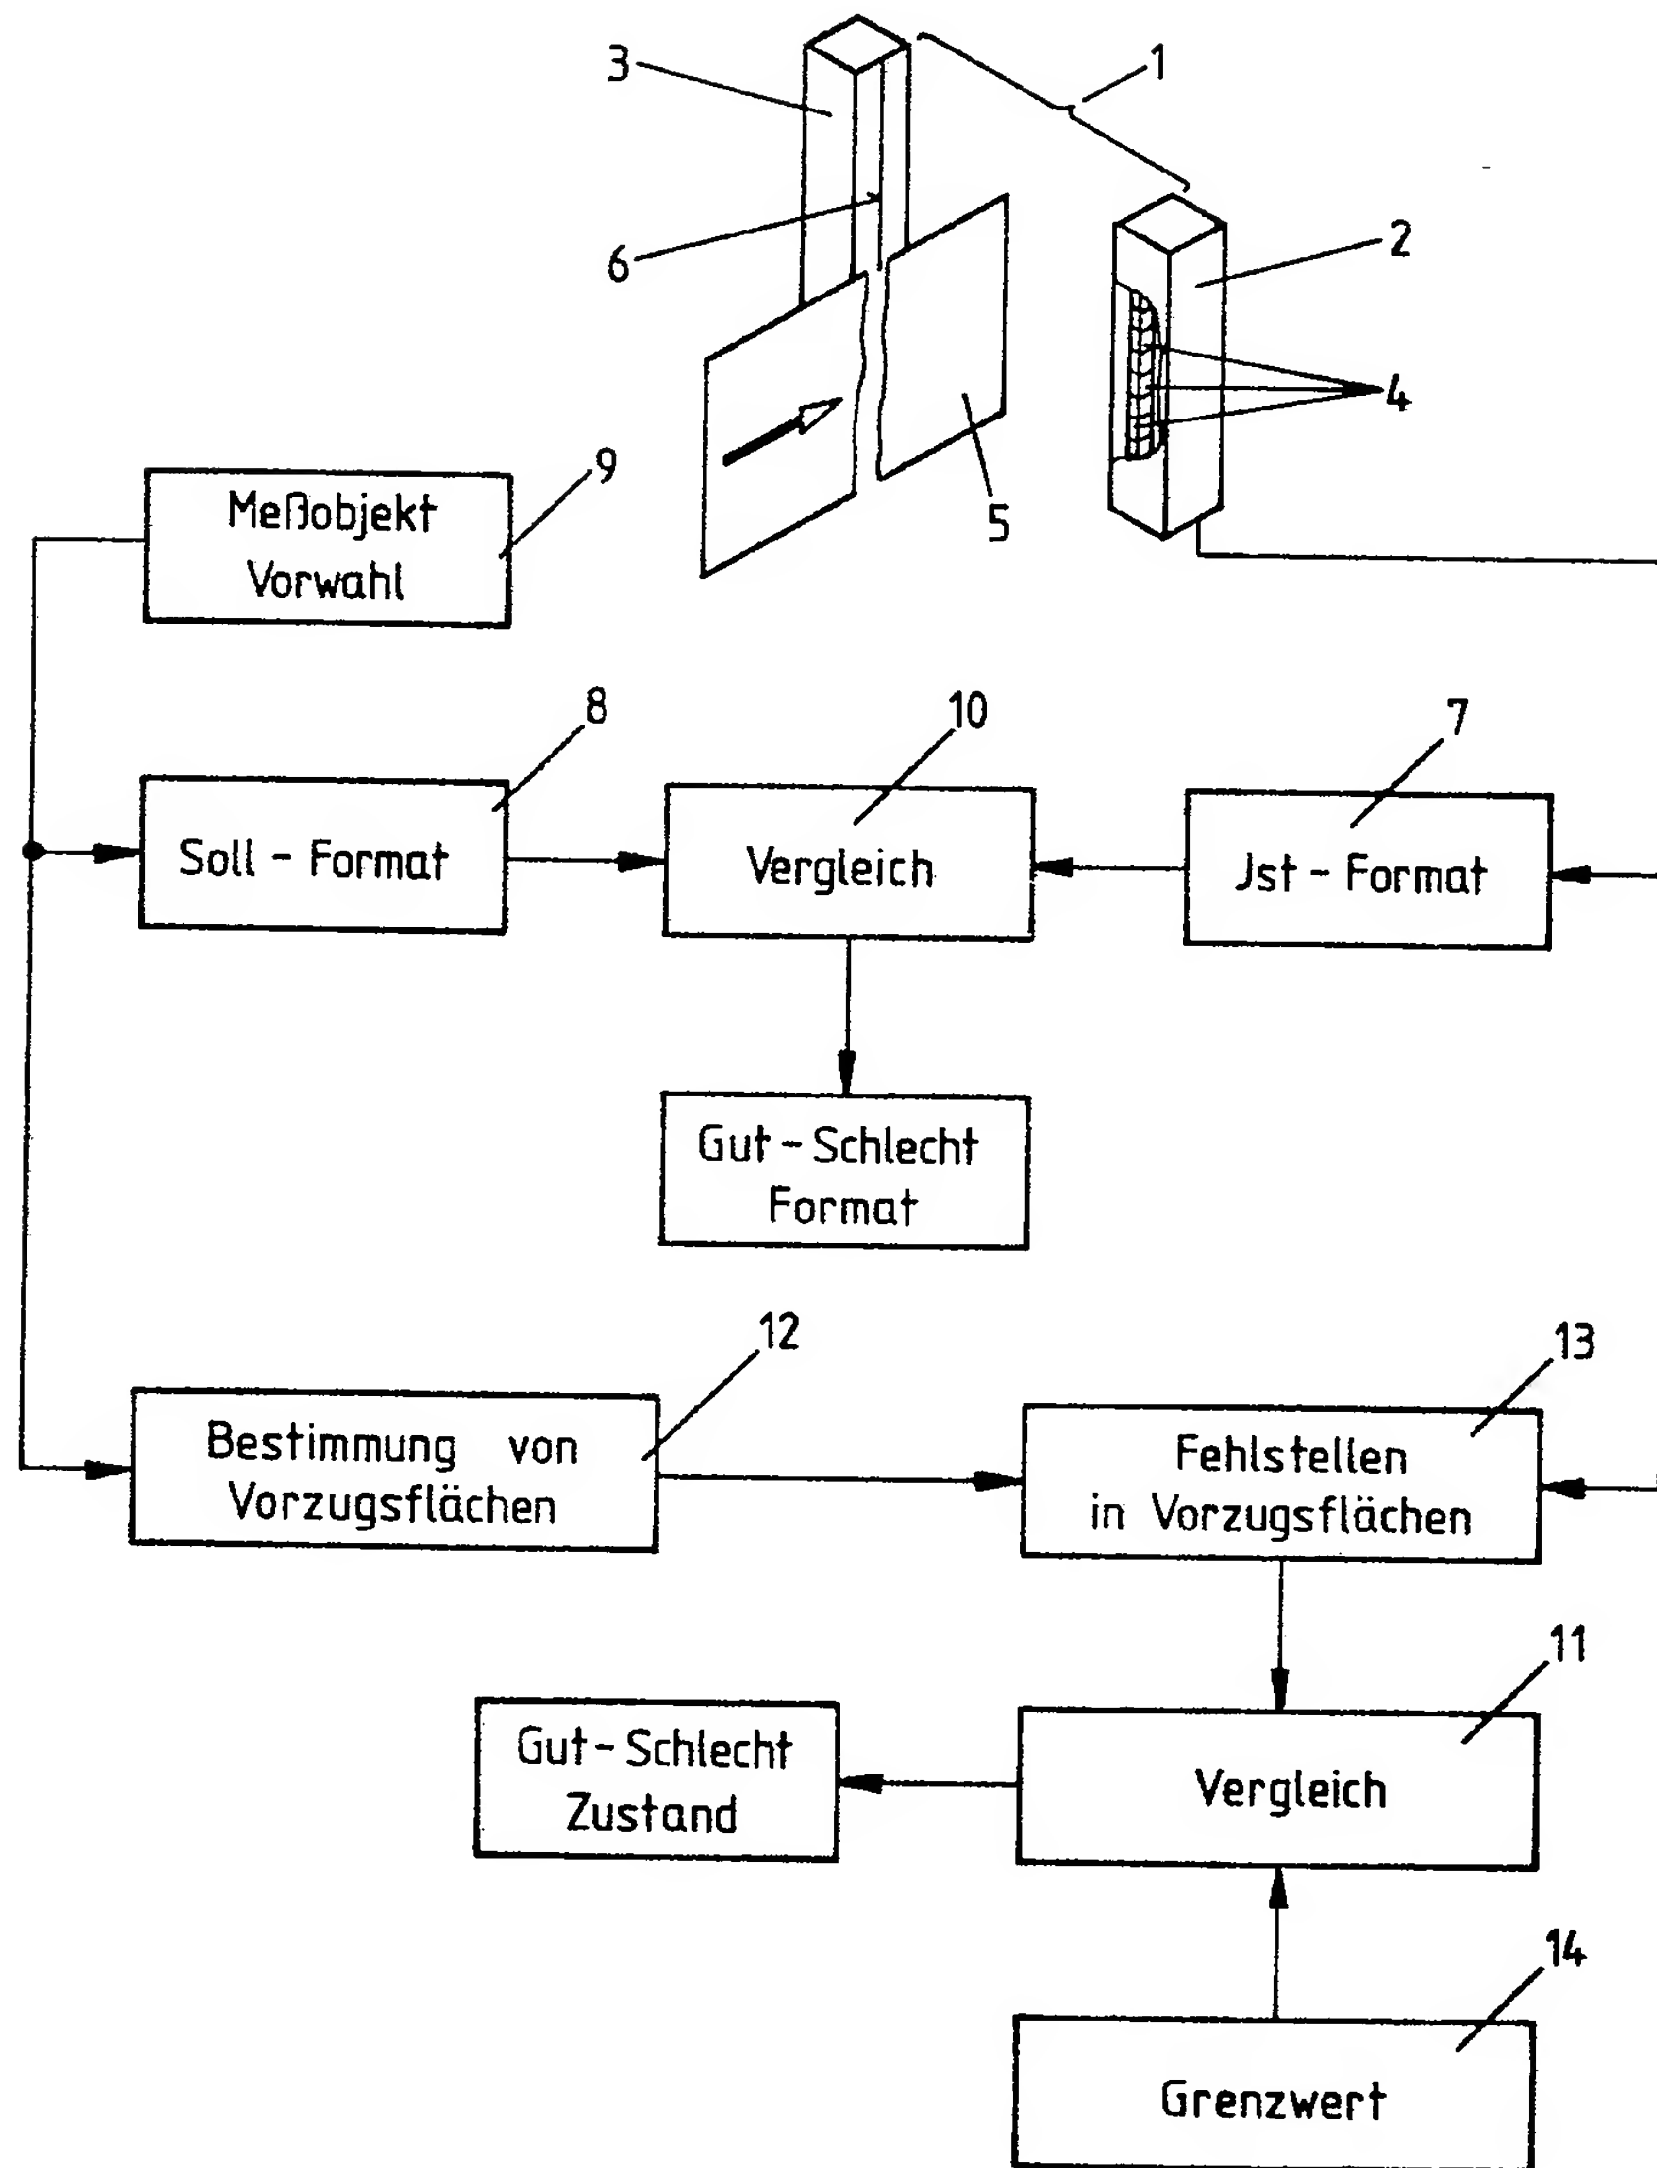 3
1
6
2
4
5
9
Meßobjekt
Vorwahl
8
10
7
Soll - Format
Vergleich
Jst - Format
Gut - Schlecht
Format
12
13
Bestimmung von
Vorzugsflächen
Fehlstellen
in Vorzugsflächen
11
Gut - Schlecht
Zustand
Vergleich
14
Grenzwert